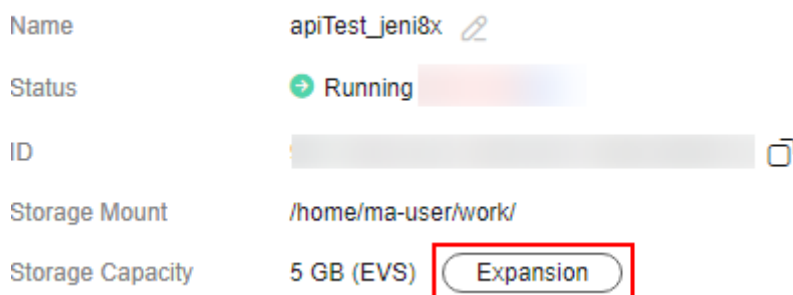 Name apiTest_jeni8x
Status Running
ID
Storage Mount /home/ma-user/work/
Storage Capacity 5 GB (EVS) Expansion